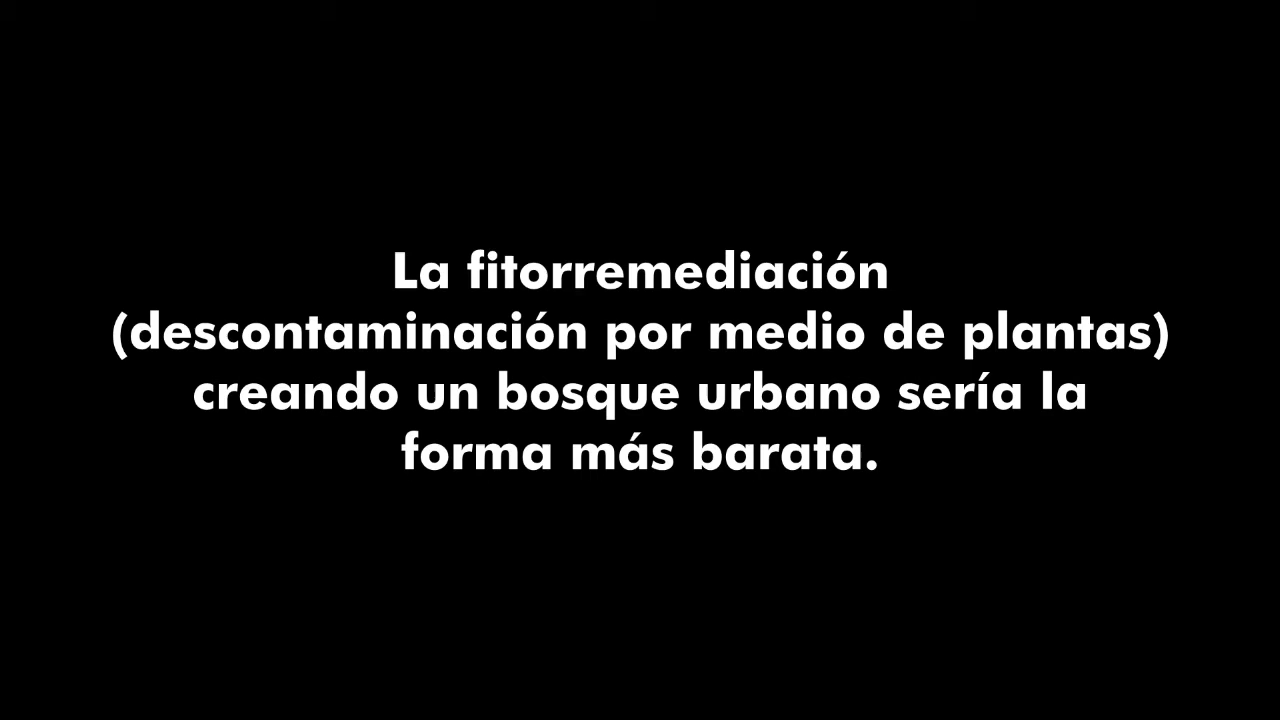 La fitorremediación
(descontaminación por medio de plantas)
creando un bosque urbano sería la
forma más barata.